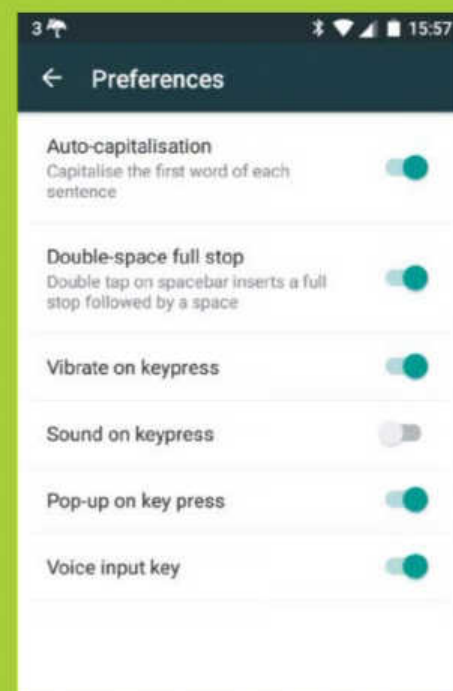 3 15:57
← Preferences
Auto-capitalisation
Capitalise the first word of each
sentence
Double-space full stop
Double tap on spacebar inserts a full
stop followed by a space
Vibrate on keypress
Sound on keypress
Pop-up on key press
Voice input key